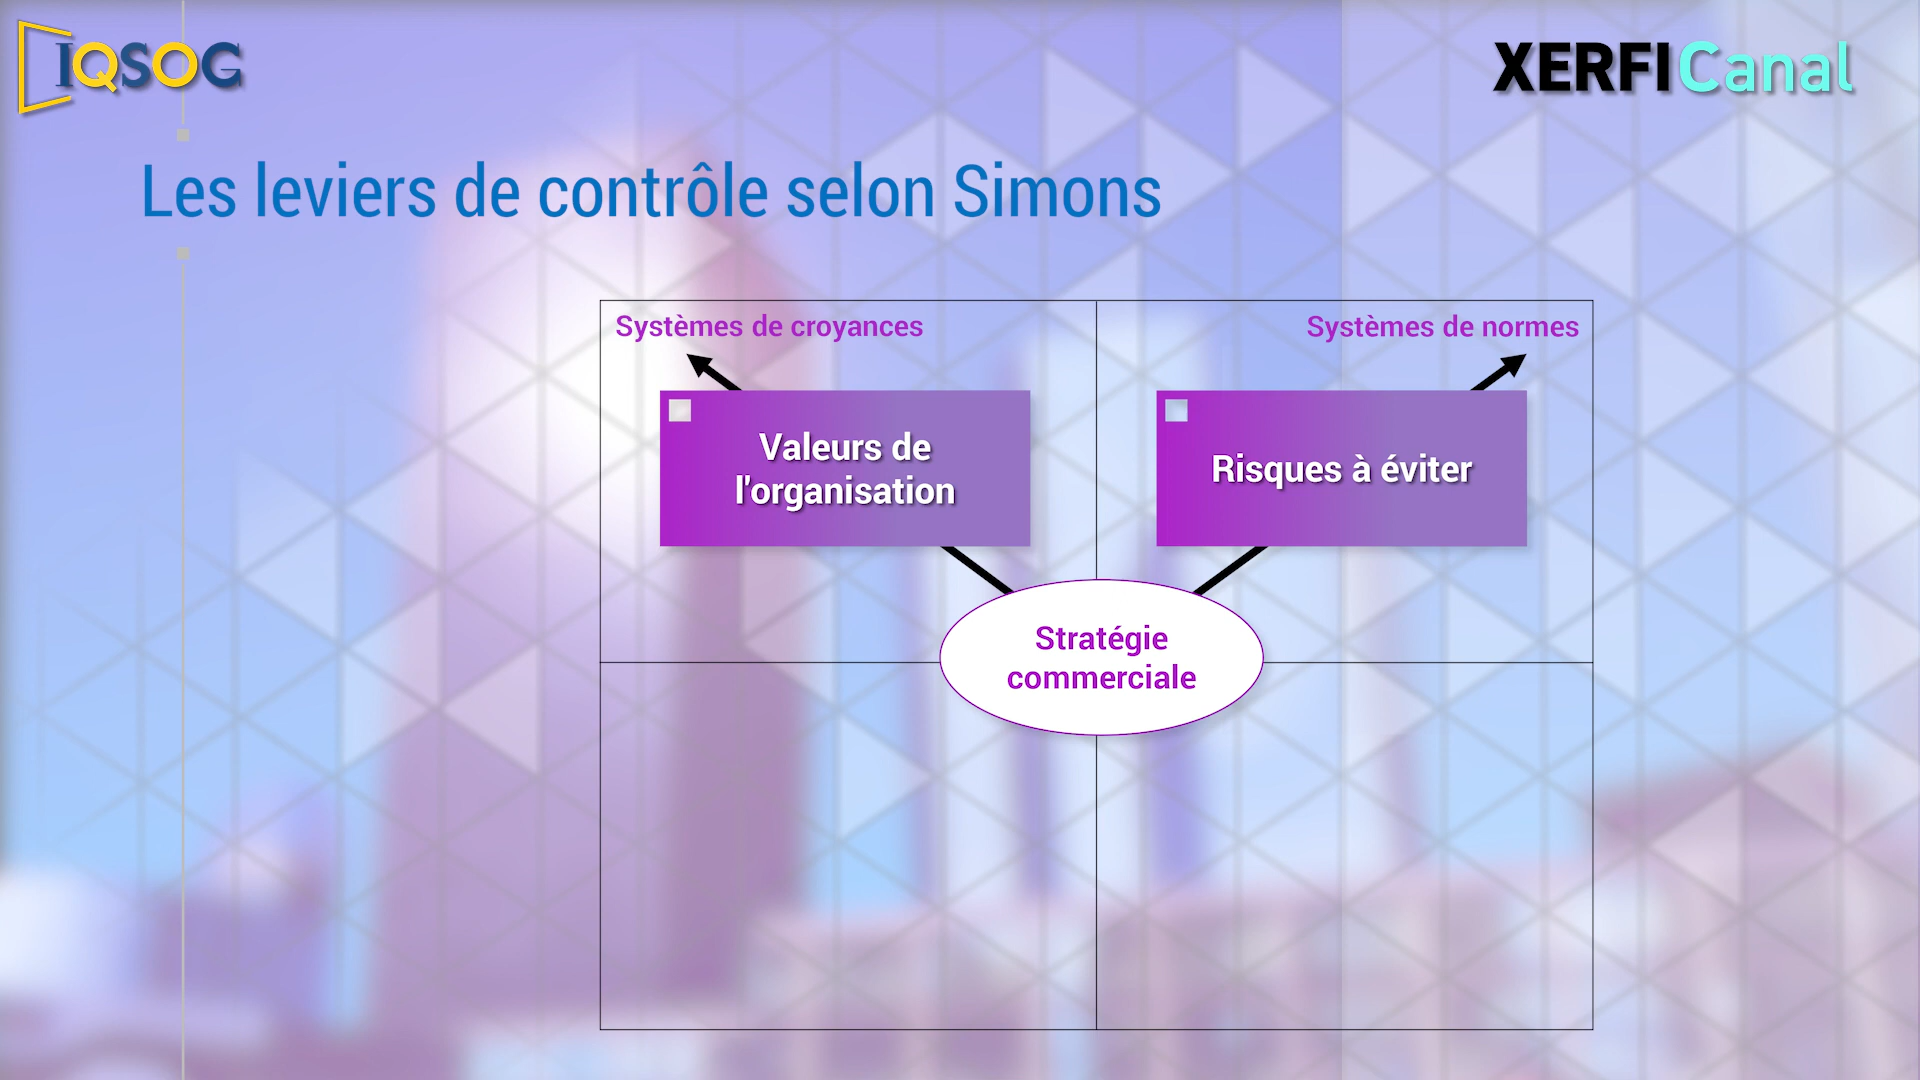 IQSOG
XERFI Canal
Les leviers de contrôle selon Simons
Systèmes de croyances
Systèmes de normes
Valeurs de
l'organisation
Risques à éviter
Stratégie
commerciale